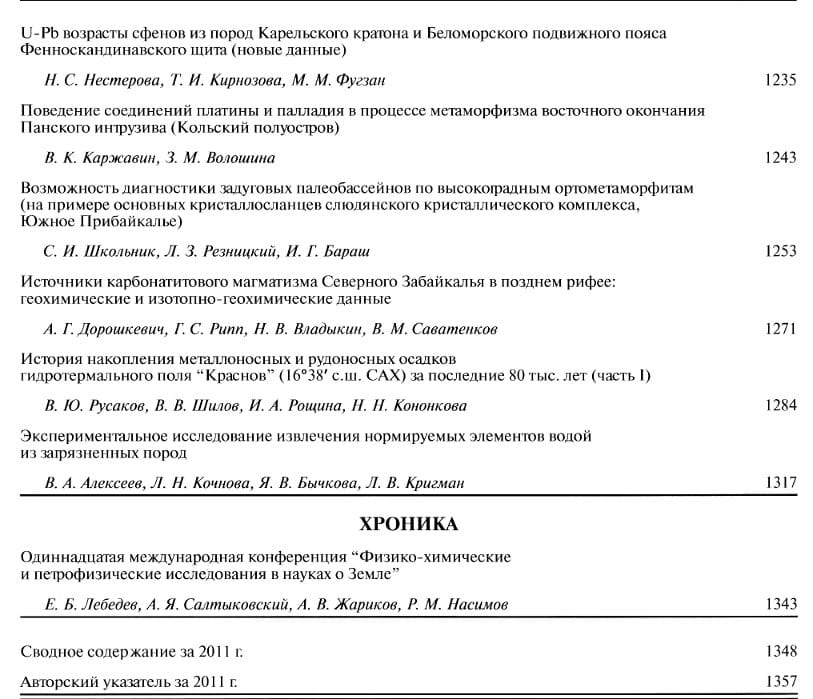 U-Pb возрасты сфенов из пород Карельского кратона и Беломорского подвижного пояса
Фенноскандинавского щита (новые данные)
Н. С. Нестерова, Т. И. Кирнозова, М. М. Фугзан 1235
Поведение соединений платины и палладия в процессе метаморфизма восточного окончания
Панского интрузива (Кольский полуостров)
В. К. Каржавин, З. М. Волошина 1243
Возможность диагностики задуговых палеобассейнов по высокоградным ортометаморфитам
(на примере основных кристаллосланцев слюдянского кристаллического комплекса,
Южное Прибайкалье)
С. И. Школьник, Л. З. Резницкий, И. Г. Бараш 1253
Источники карбонатитового магматизма Северного Забайкалья в позднем рифее:
геохимические и изотопно-геохимические данные
А. Г. Дорошкевич, Г. С. Рипп, Н. В. Владыкин, В. М. Саватенков 1271
История накопления металлоносных и рудоносных осадков
гидротермального поля “Краснов” (16°38′ с.ш. САХ) за последние 80 тыс. лет (часть I)
В. Ю. Русаков, В. В. Шилов, И. А. Рощина, Н. Н. Кононкова 1284
Экспериментальное исследование извлечения нормируемых элементов водой
из загрязненных пород
В. А. Алексеев, Л. Н. Кочнова, Я. В. Бычкова, Л. В. Кригман 1317
ХРОНИКА
Одиннадцатая международная конференция “Физико-химические
и петрофизические исследования в науках о Земле”
Е. Б. Лебедев, А. Я. Салтыковский, А. В. Жариков, Р. М. Насимов 1343
Сводное содержание за 2011 г. 1348
Авторский указатель за 2011 г. 1357